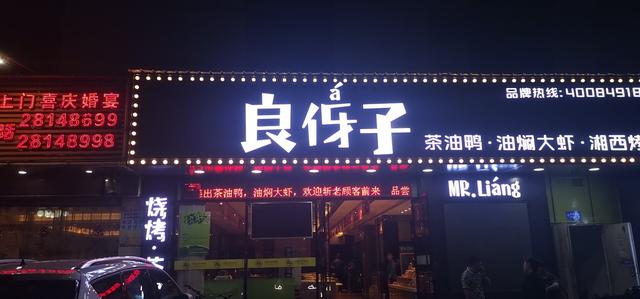 上门喜庆婚宴
28148699
28148998
品牌热线:40084918
á
良伢子
茶油鸭·油焖大虾·湘西烤
出茶油鸭，油焖大虾，欢迎新老顾客前来 品尝
MR.Liáng
烧烤·茶